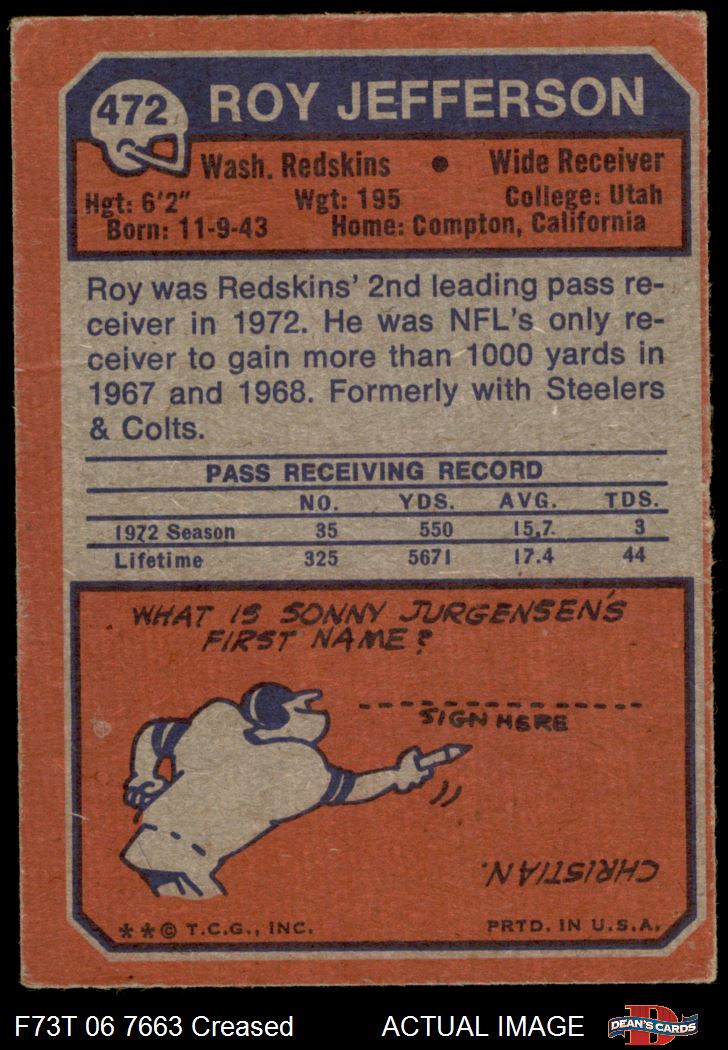 472 ROY JEFFERSON
Wash. Redskins • Wide Receiver
Hgt: 6'2" Wgt: 195 College: Utah
Born: 11-9-43 Home: Compton, California
Roy was Redskins' 2nd leading pass re-
ceiver in 1972. He was NFL's only re-
ceiver to gain more than 1000 yards in
1967 and 1968. Formerly with Steelers
& Colts.
PASS RECEIVING RECORD
NO. YDS. AVG. TDS.
1972 Season 35 550 15.7 3
Lifetime 325 5671 17.4 44
WHAT IS SONNY JURGENSEN'S
FIRST NAME?
SIGN HERE
CHRISTIAN.
**© T.C.G., INC. PRTD. IN U.S.A.
F73T 06 7663 Creased ACTUAL IMAGE
D
DEAN'S CARDS